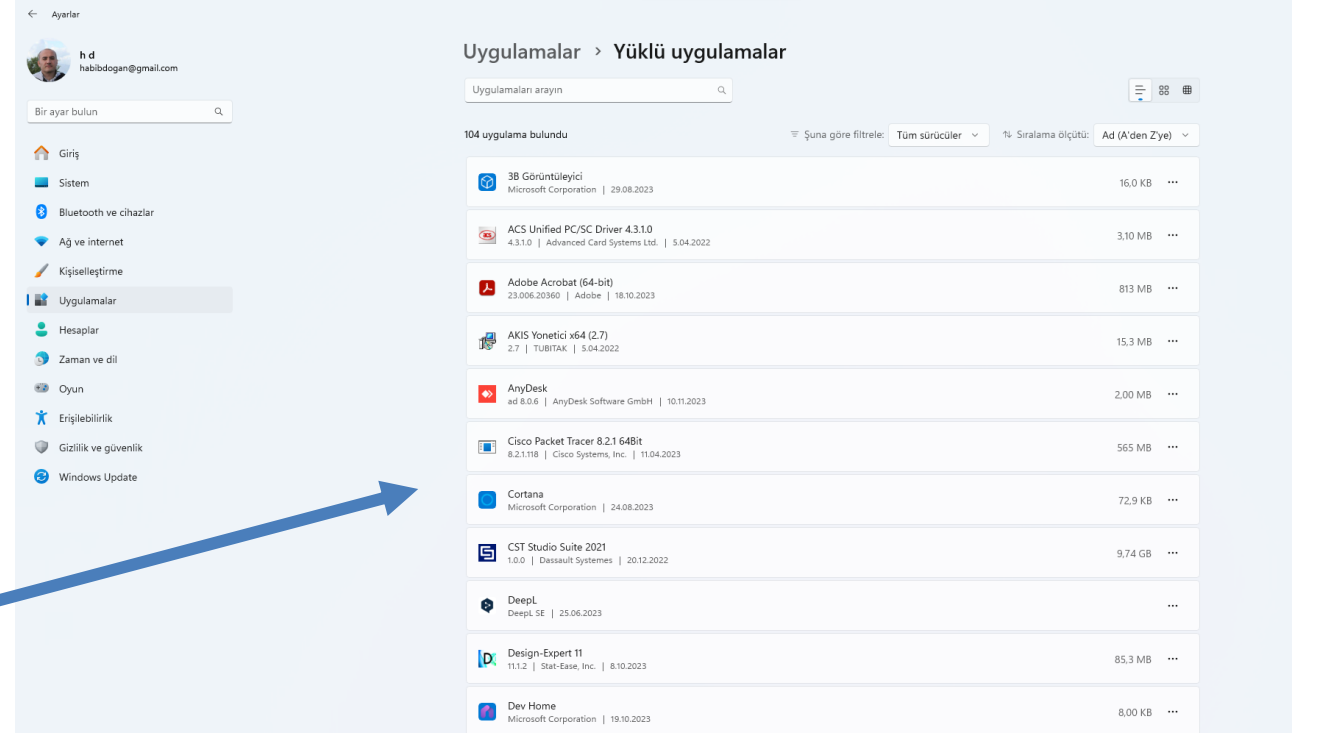 Ayarlar
h d
habibdogan@gmail.com
Bir ayar bulun
Giriş
Sistem
Bluetooth ve cihazlar
Ağ ve internet
Kişiselleştirme
Uygulamalar
Hesaplar
Zaman ve dil
Oyun
Erişilebilirlik
Gizlilik ve güvenlik
Windows Update
Uygulamalar > Yüklü uygulamalar
Uygulamaları arayın
104 uygulama bulundu
Şuna göre filtrele: Tüm sürücüler
Sıralama ölçütü: Ad (A'den Z'ye)
3B Görüntüleyici
Microsoft Corporation | 29.08.2023
16,0 KB
ACS Unified PC/SC Driver 4.3.1.0
4.3.1.0 | Advanced Card Systems Ltd. | 5.04.2022
3,10 MB
Adobe Acrobat (64-bit)
23.006.20360 | Adobe | 18.10.2023
813 MB
AKIS Yonetici x64 (2.7)
2.7 | TUBITAK | 5.04.2022
15,3 MB
AnyDesk
ad 8.0.6 | AnyDesk Software GmbH | 10.11.2023
2,00 MB
Cisco Packet Tracer 8.2.1 64Bit
8.2.1.118 | Cisco Systems, Inc. | 11.04.2023
565 MB
Cortana
Microsoft Corporation | 24.08.2023
72,9 KB
CST Studio Suite 2021
1.0.0 | Dassault Systemes | 20.12.2022
9,74 GB
DeepL
DeepL SE | 25.06.2023
Design-Expert 11
11.1.2 | Stat-Ease, Inc. | 8.10.2023
85,3 MB
Dev Home
Microsoft Corporation | 19.10.2023
8,00 KB